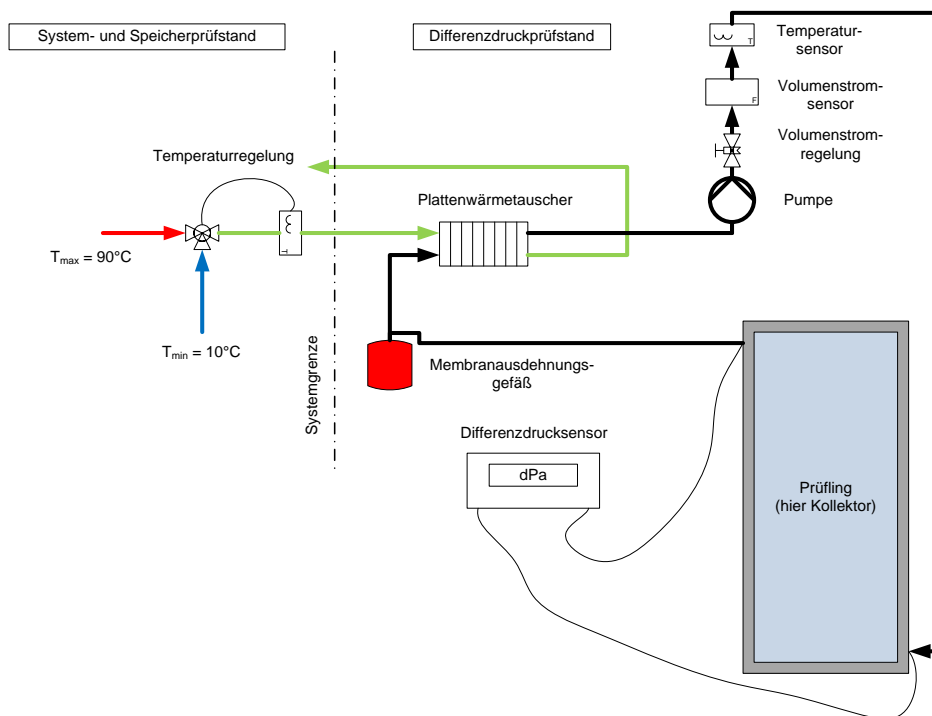 System- und Speicherprüfstand
Differenzdruckprüfstand
Temperatur-
sensor
T
Volumenstrom-
sensor
F
Volumenstrom-
regelung
Temperaturregelung
Plattenwärmetauscher
Pumpe
T
Tmax = 90°C
Tmin = 10°C
Systemgrenze
Membranausdehnungs-
gefäß
Differenzdrucksensor
dPa
Prüfling
(hier Kollektor)